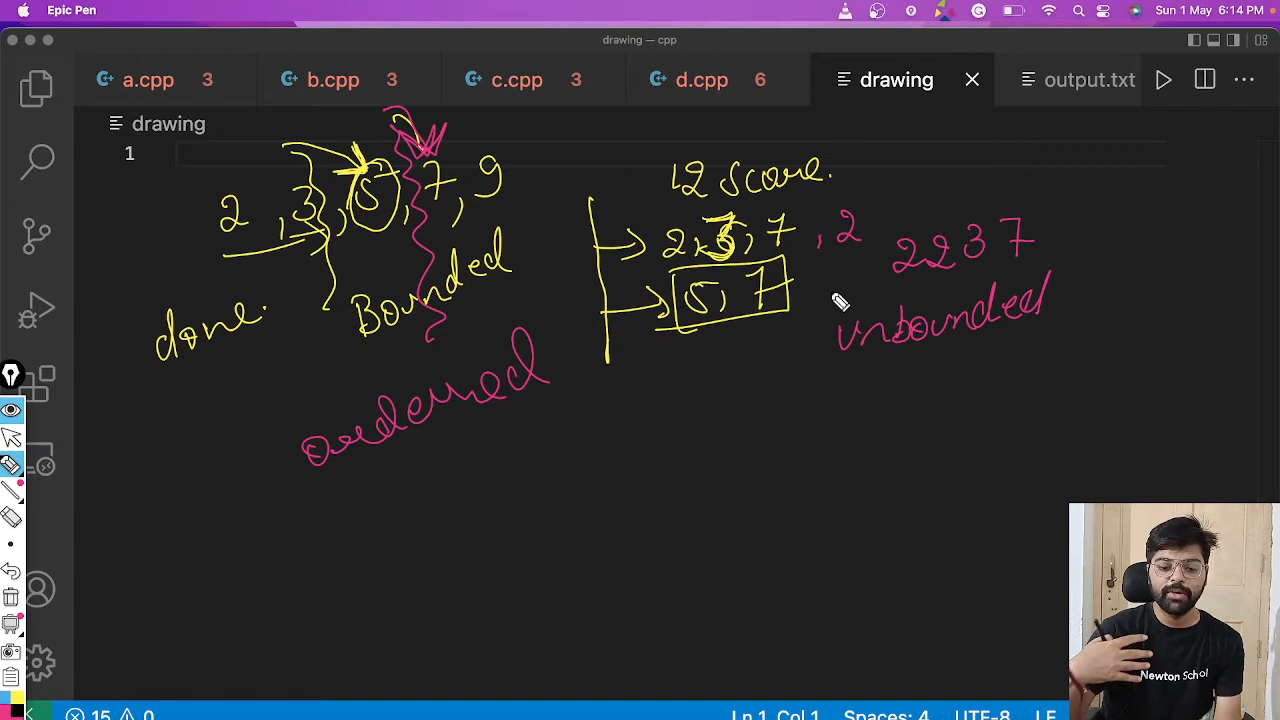 Epic Pen
Sun 1 May 6:14 PM
drawing — cpp
a.cpp 3
b.cpp 3
c.cpp 3
d.cpp 6
drawing
output.txt
drawing
1
2, 3, 5, 7, 9
12 score.
2, 3, 7, 2
2 2 3 7
5, 7
done.
Bounded
unbounded
orderred
Newton School
15 0
Ln 1, Col 1 Spaces: 4 UTF-8 LF